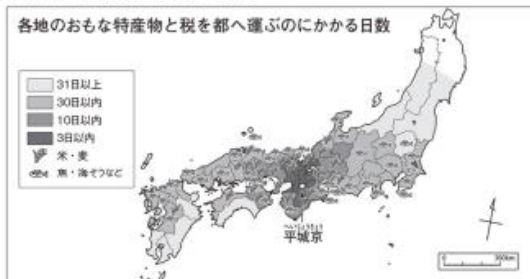 各地のおもな特産物と税を都へ運ぶのにかかる日数
31日以上
30日以内
10日以内
3日以内
米・麦
魚・海そうなど
へいじょうきょう
平城京
0